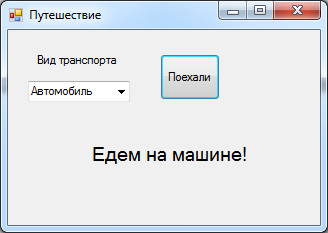 Путешествие
Вид транспорта
Автомобиль
Поехали
Едем на машине!